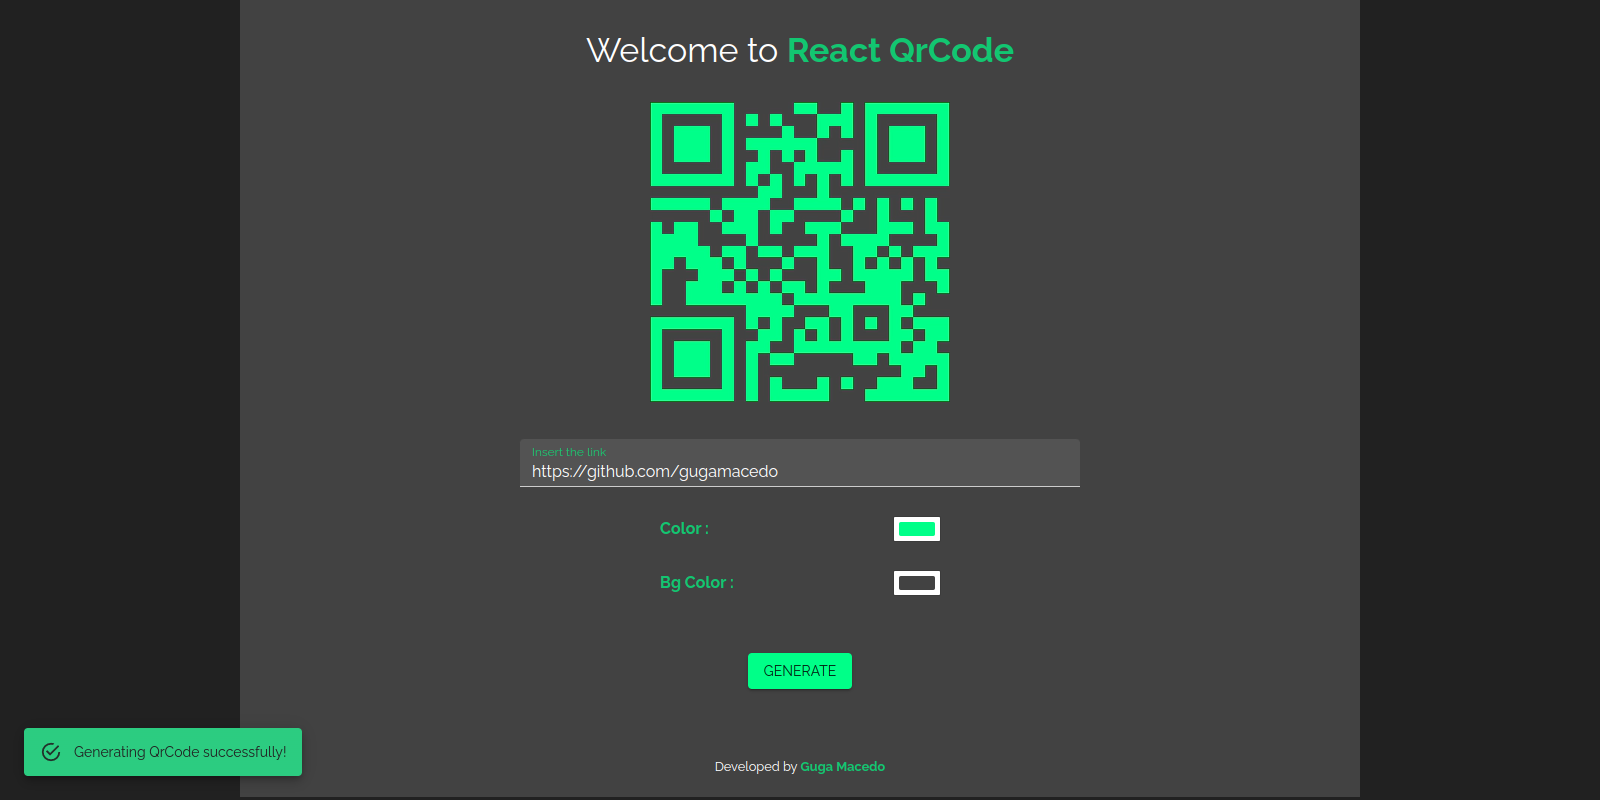 Welcome to React QrCode
Insert the link
https://github.com/gugamacedo
Color :
Bg Color :
GENERATE
Generating QrCode successfully!
Developed by Guga Macedo